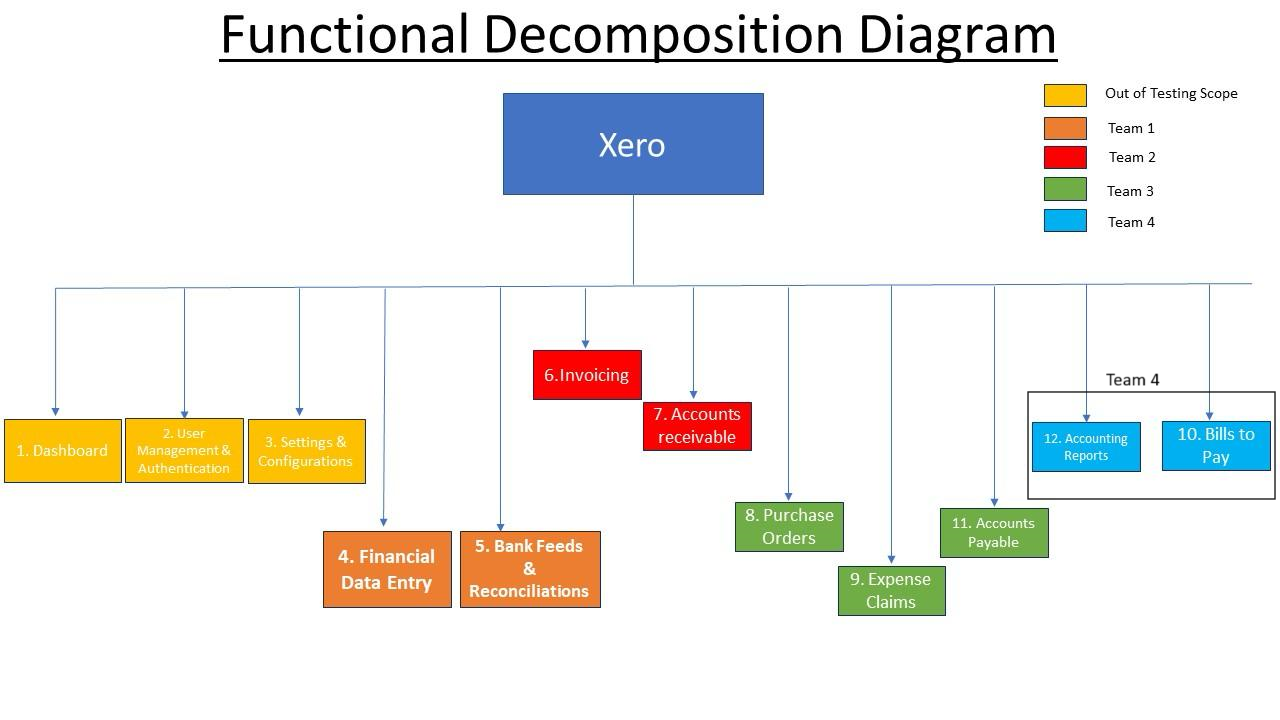 Functional Decomposition Diagram
Xero
Out of Testing Scope
Team 1
Team 2
Team 3
Team 4
1. Dashboard
2. User
Management &
Authentication
3. Settings &
Configurations
4. Financial
Data Entry
5. Bank Feeds
&
Reconciliations
6.Invoicing
7. Accounts
receivable
8. Purchase
Orders
9. Expense
Claims
11. Accounts
Payable
Team 4
12. Accounting
Reports
10. Bills to
Pay